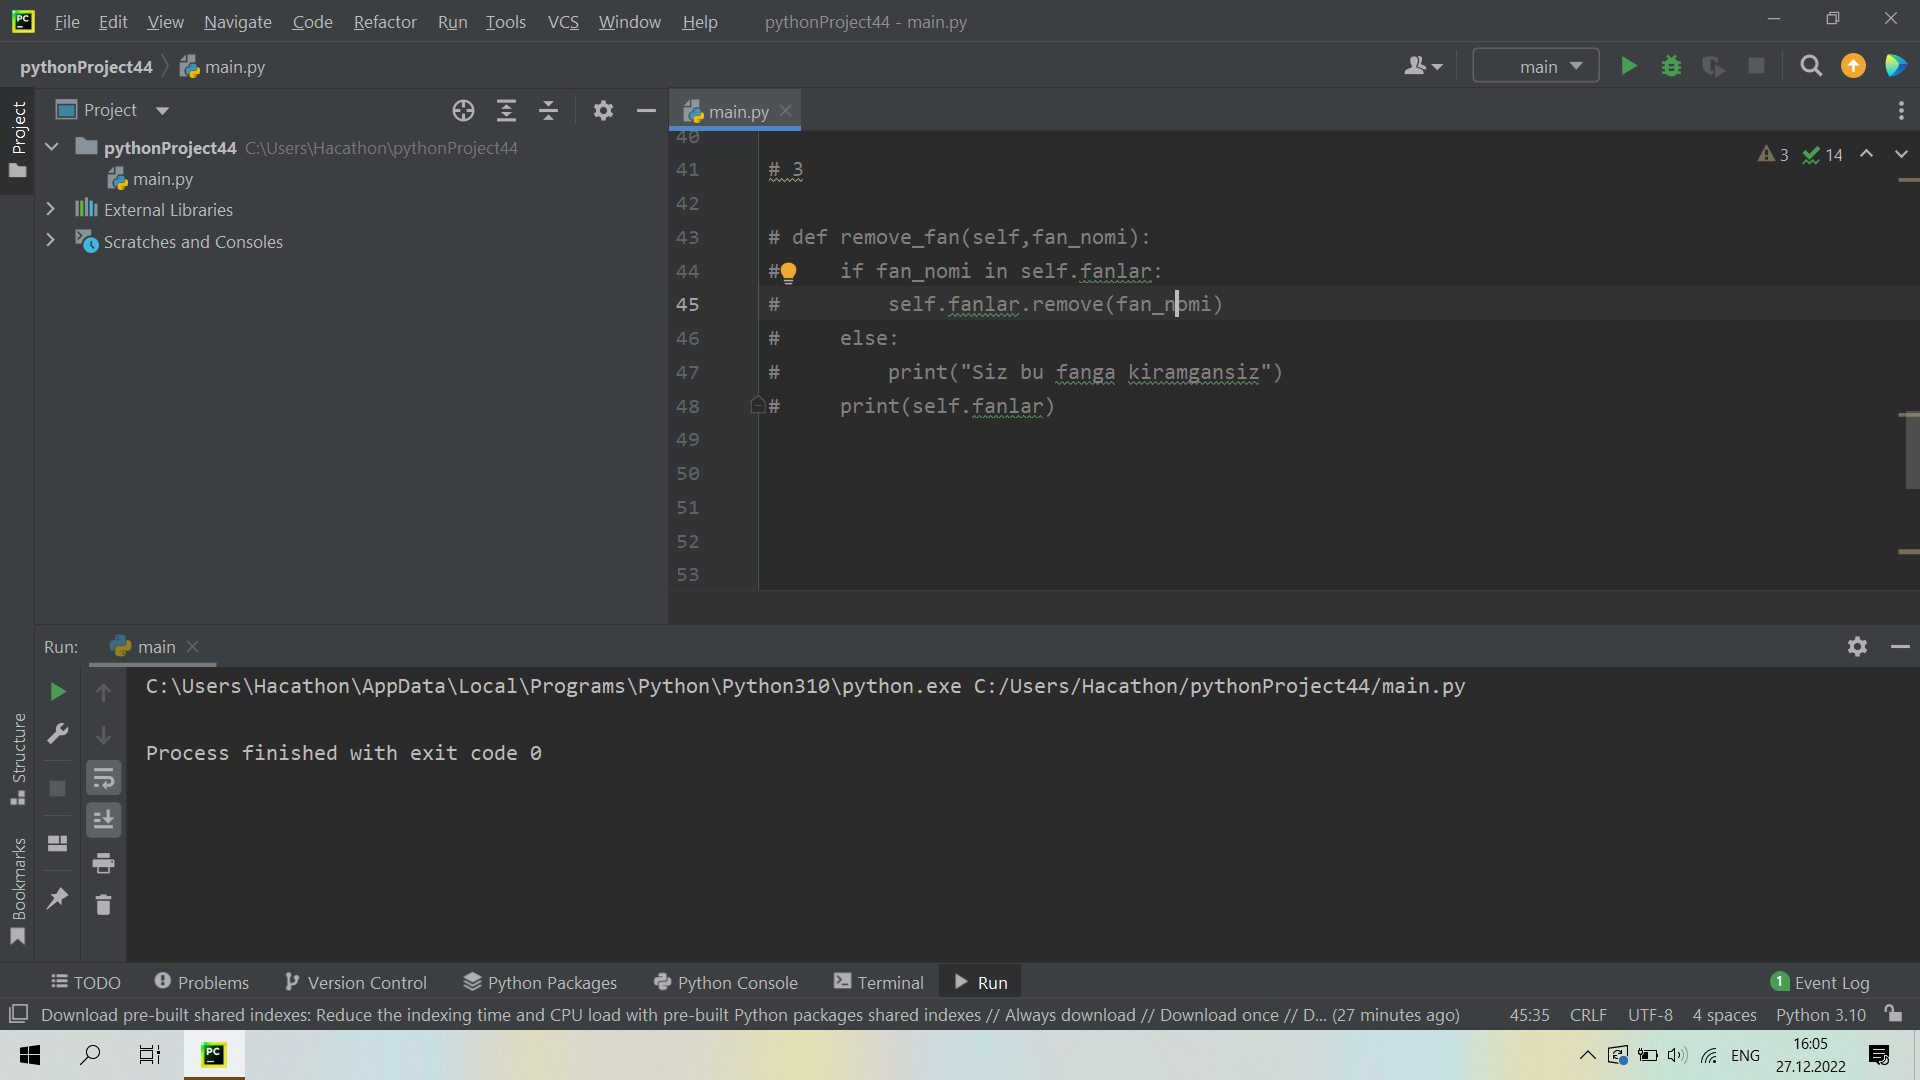 PC File Edit View Navigate Code Refactor Run Tools VCS Window Help pythonProject44 - main.py
pythonProject44 main.py
main
Project
Project
main.py
pythonProject44 C:\Users\Hacathon\pythonProject44
main.py
External Libraries
Scratches and Consoles
3 14
40
41 # 3
42
43 # def remove_fan(self,fan_nomi):
44 # if fan_nomi in self.fanlar:
45 # self.fanlar.remove(fan_nomi)
46 # else:
47 # print("Siz bu fanga kiramgansiz")
48 # print(self.fanlar)
49
50
51
52
53
Run: main
C:\Users\Hacathon\AppData\Local\Programs\Python\Python310\python.exe C:/Users/Hacathon/pythonProject44/main.py
Process finished with exit code 0
Structure
Bookmarks
TODO Problems Version Control Python Packages Python Console Terminal Run 1 Event Log
Download pre-built shared indexes: Reduce the indexing time and CPU load with pre-built Python packages shared indexes // Always download // Download once // D... (27 minutes ago) 45:35 CRLF UTF-8 4 spaces Python 3.10
PC ENG 16:05
27.12.2022